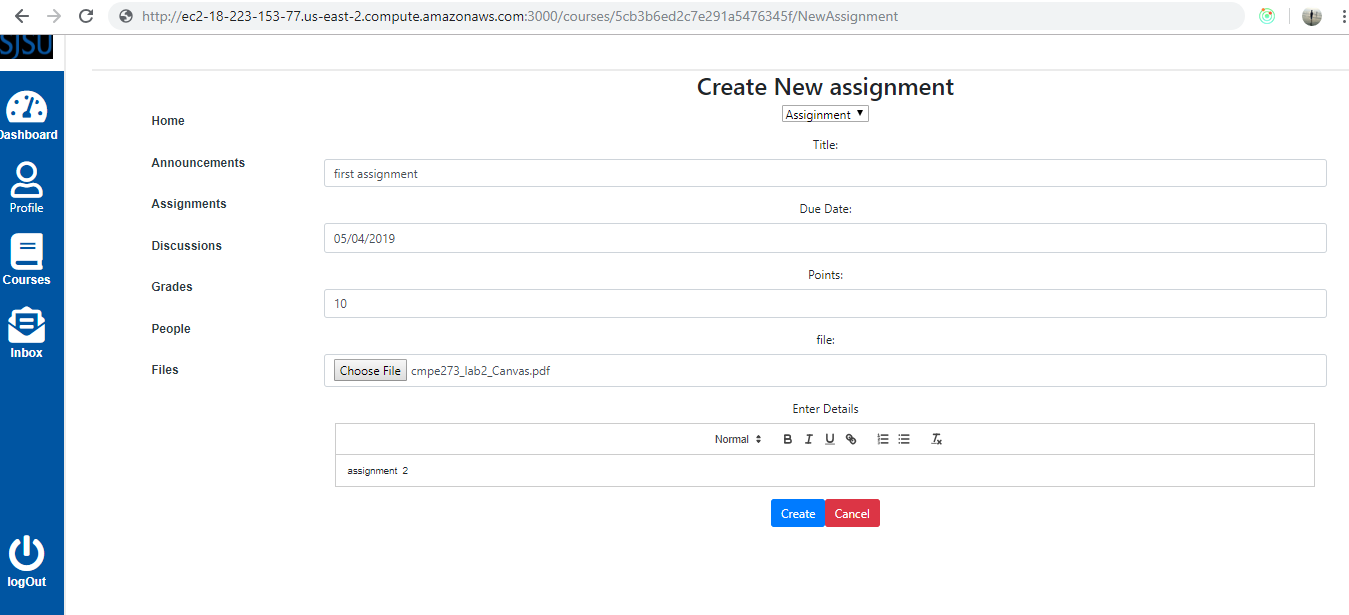 http://ec2-18-223-153-77.us-east-2.compute.amazonaws.com:3000/courses/5cb3b6ed2c7e291a5476345f/NewAssignment
SJSU
Dashboard
Profile
Courses
Inbox
logOut
Home
Announcements
Assignments
Discussions
Grades
People
Files
Create New assignment
Assiginment
Title:
first assignment
Due Date:
05/04/2019
Points:
10
file:
Choose File cmpe273_lab2_Canvas.pdf
Enter Details
Normal B I U
assignment 2
Create Cancel